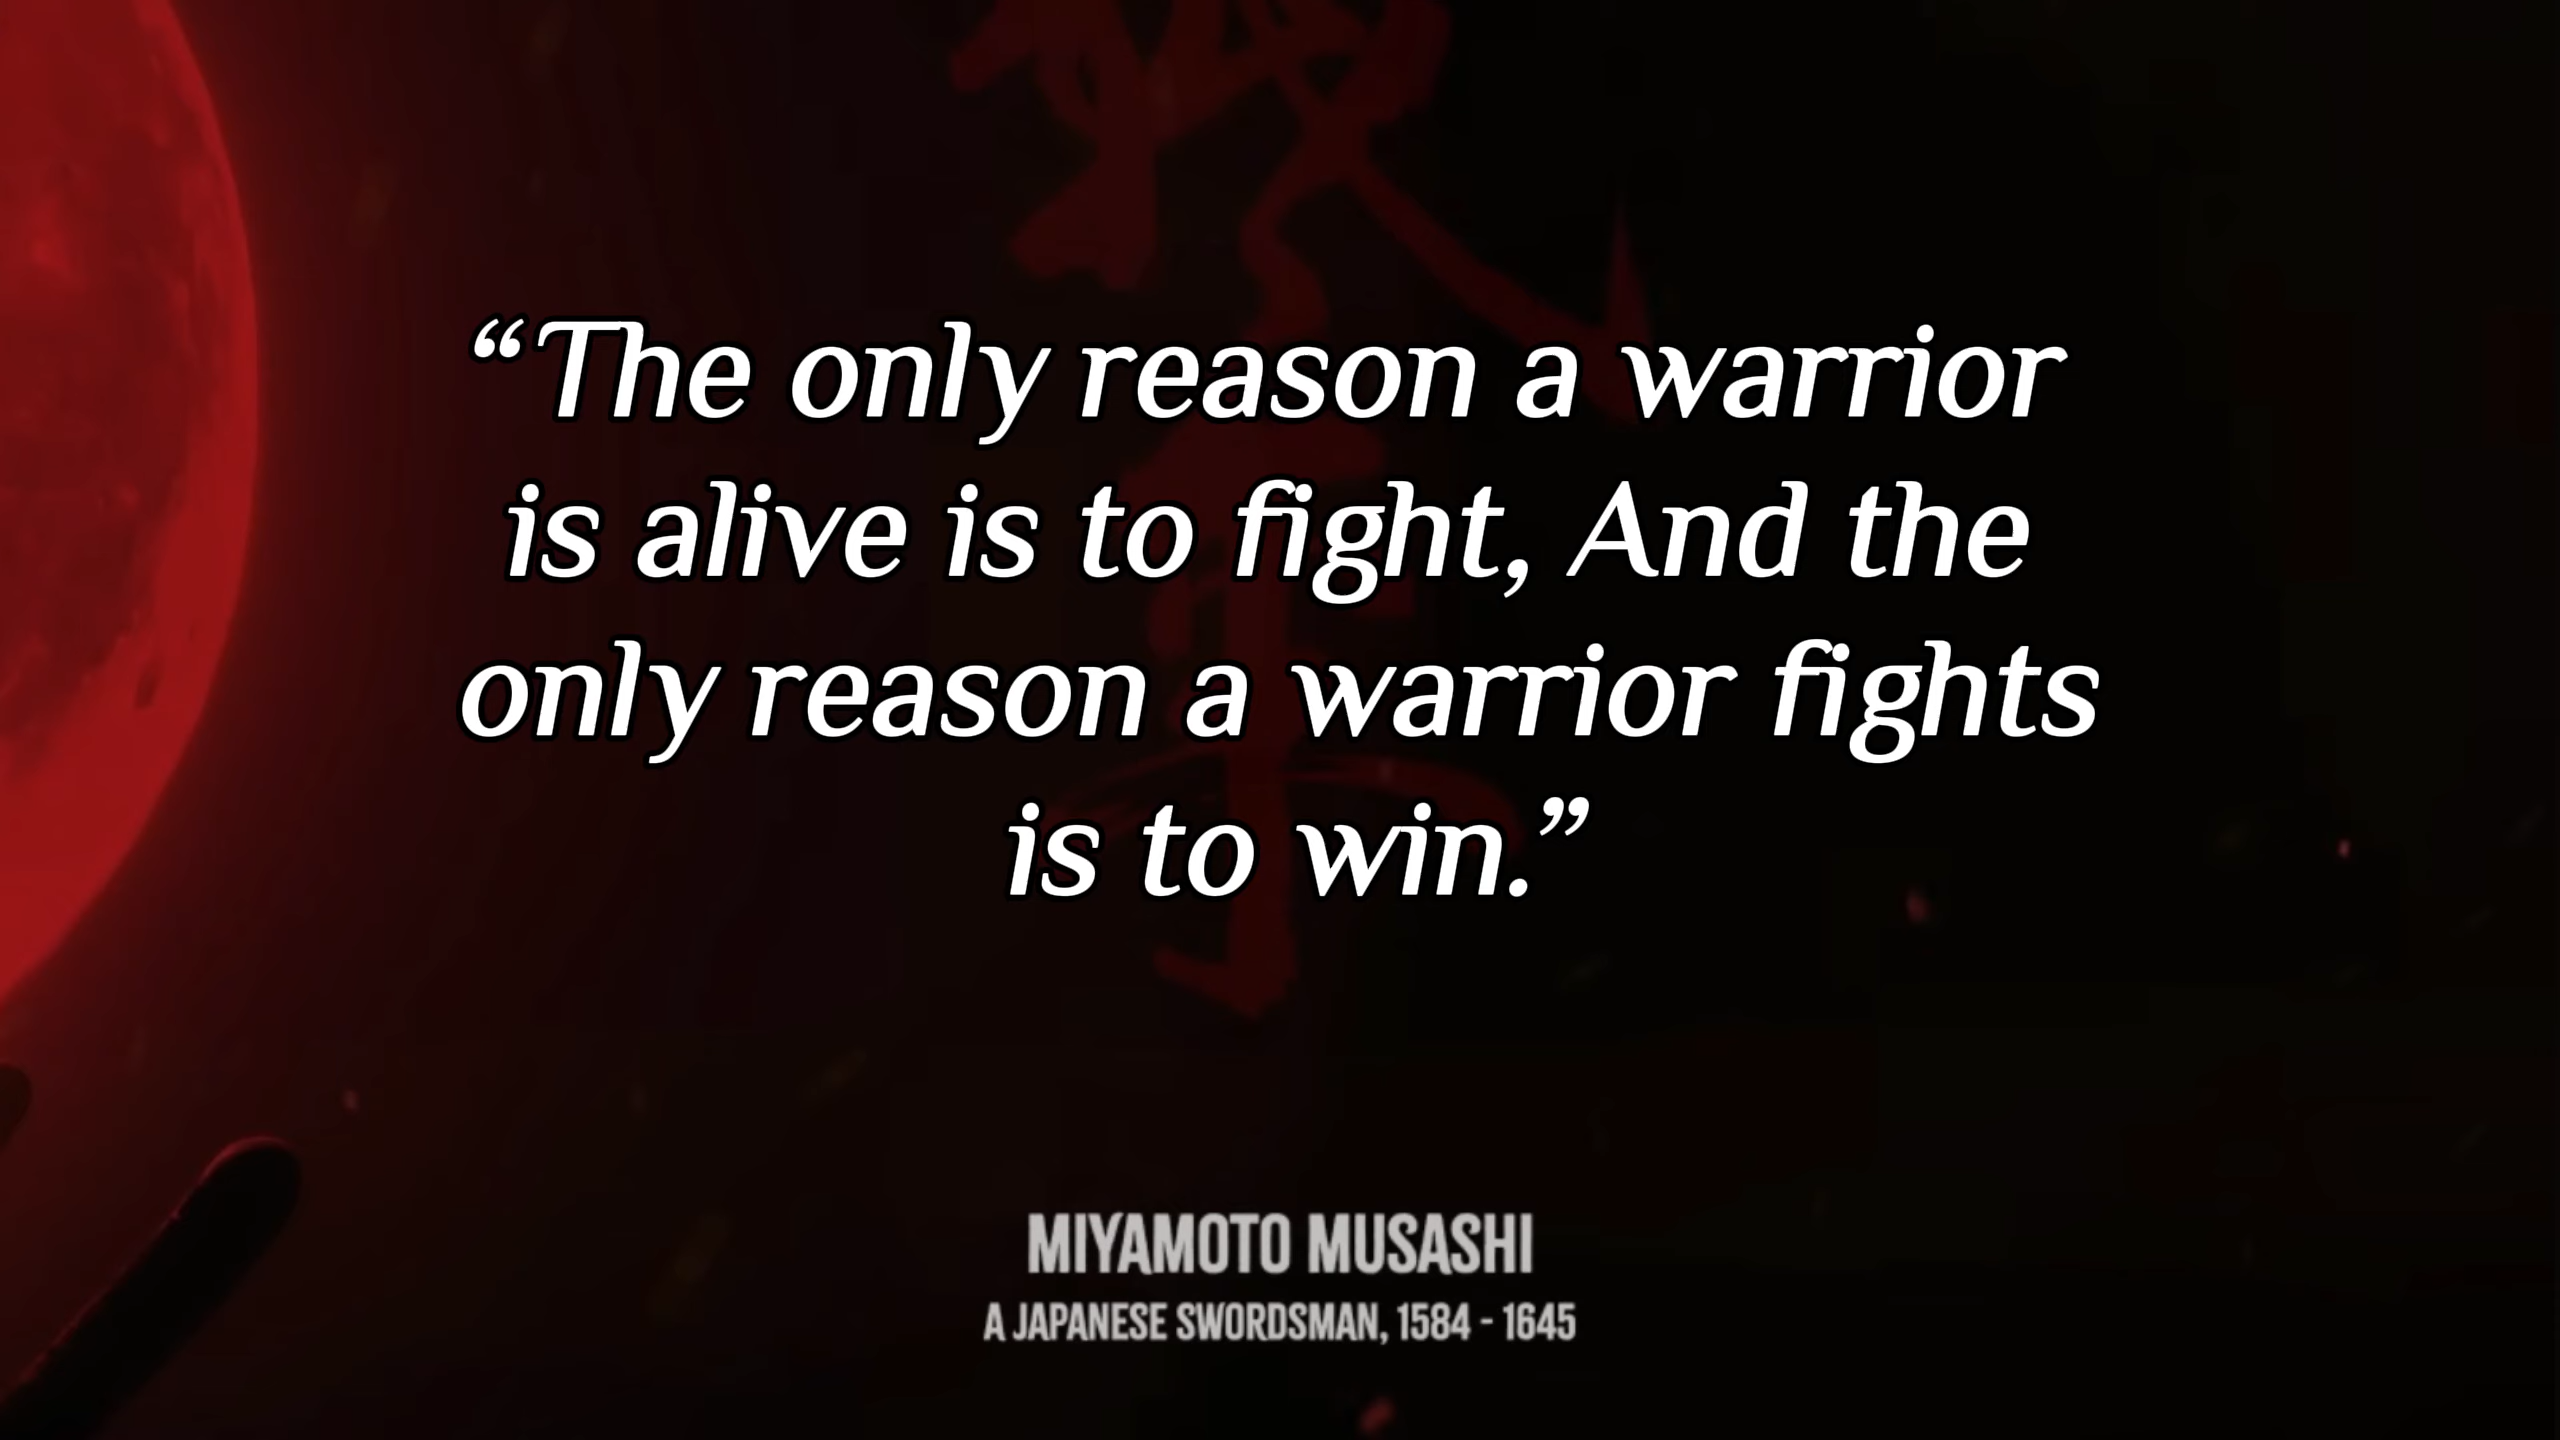 “The only reason a warrior
is alive is to fight, And the
only reason a warrior fights
is to win.”
MIYAMOTO MUSASHI
A JAPANESE SWORDSMAN, 1584 - 1645